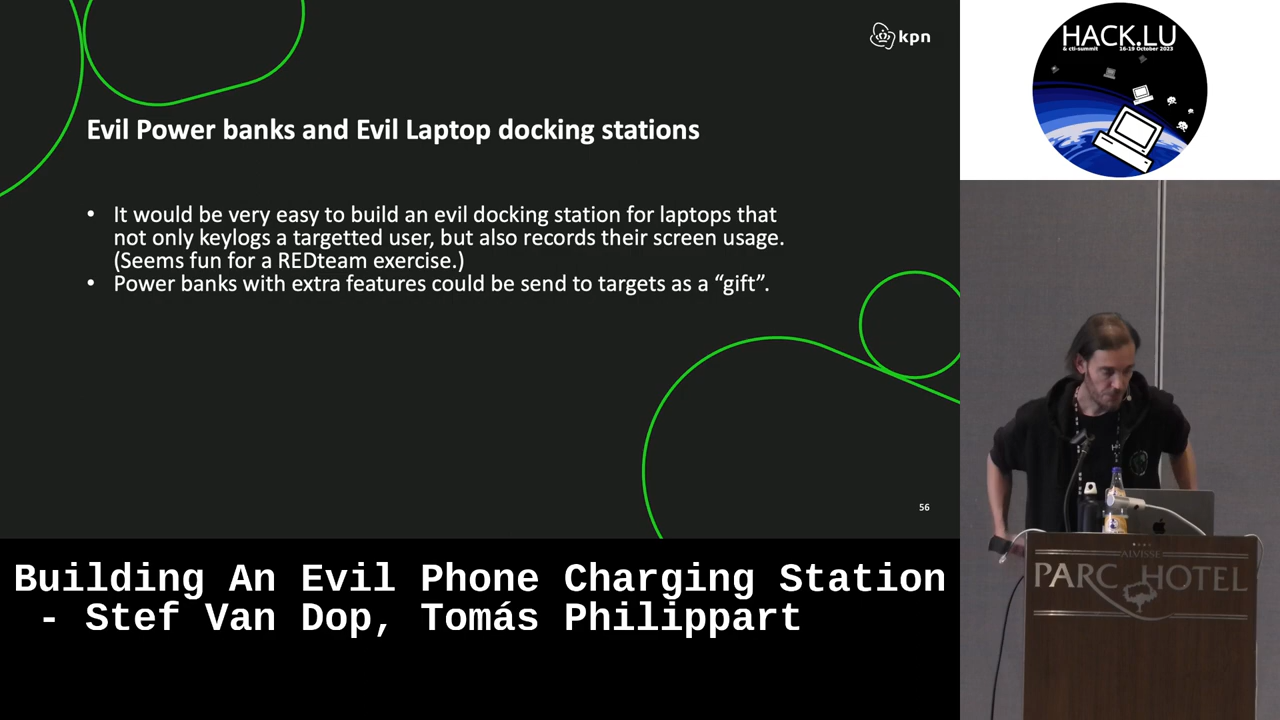 kpn
Evil Power banks and Evil Laptop docking stations
• It would be very easy to build an evil docking station for laptops that
not only keylogs a targetted user, but also records their screen usage.
(Seems fun for a REDteam exercise.)
• Power banks with extra features could be send to targets as a “gift”.
56
Building An Evil Phone Charging Station
- Stef Van Dop, Tomás Philippart
HACK.LU
& cti-summit 16-19 October 2023
ALVISSE
PARC HOTEL